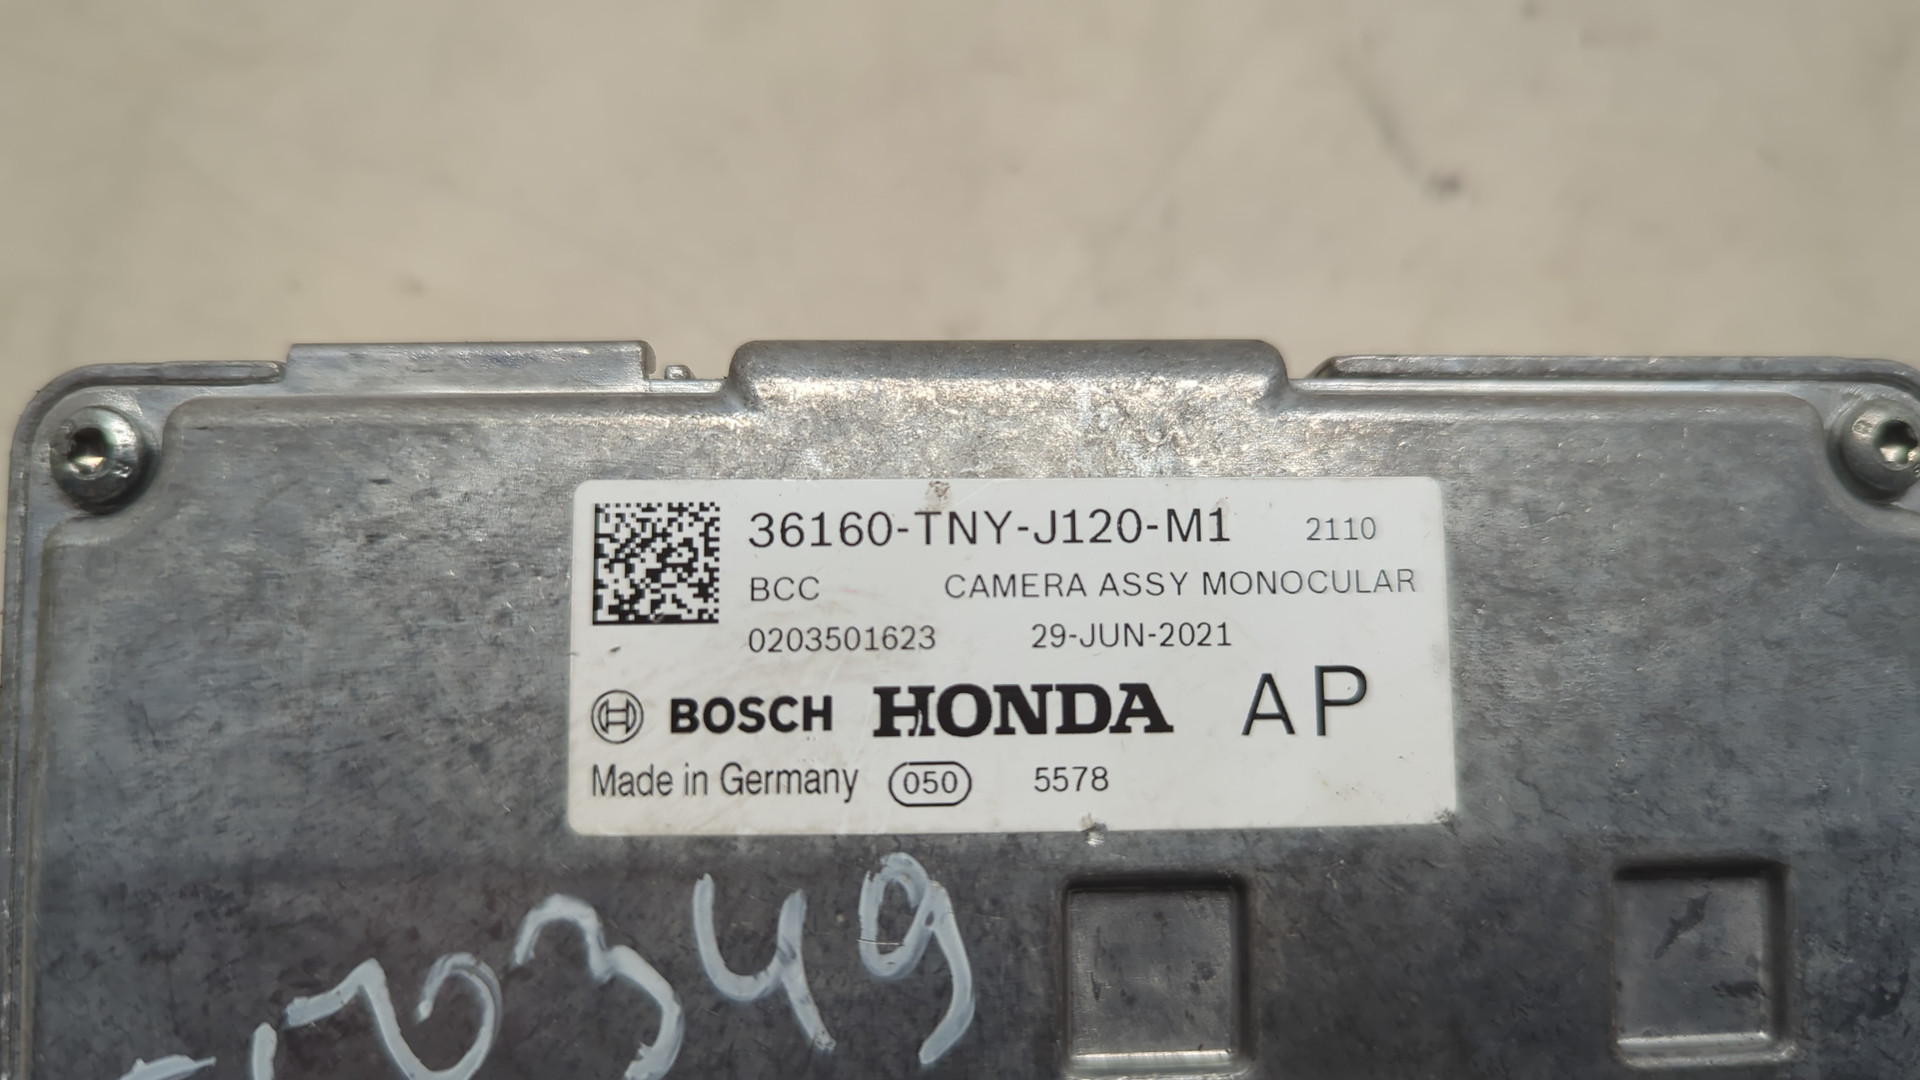 36160-TNY-J120-M1 2110
BCC CAMERA ASSY MONOCULAR
0203501623 29-JUN-2021
BOSCH HONDA AP
Made in Germany 050 5578
0349